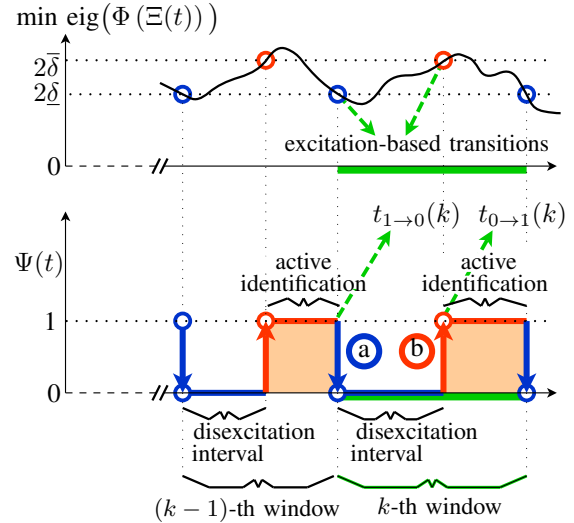 min eig(Φ (Ξ(t)))
2δ̅
2δ̲
excitation-based transitions
0
t₁→₀(k) t₀→₁(k)
Ψ(t)
active identification
active identification
1
a
b
0
disexcitation interval
disexcitation interval
(k − 1)-th window
k-th window